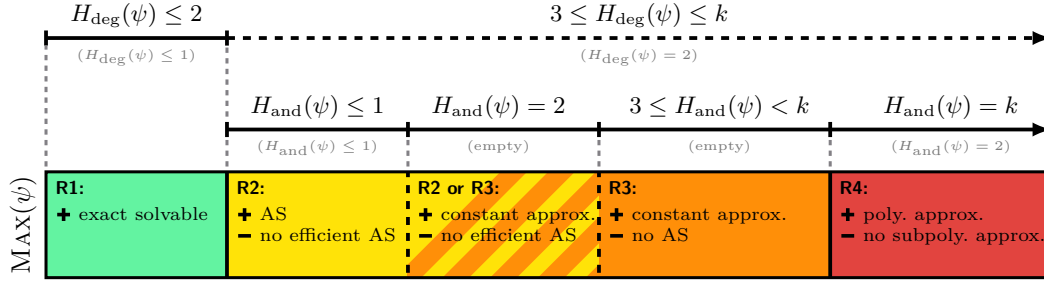 H_deg(ψ) ≤ 2 3 ≤ H_deg(ψ) ≤ k
(H_deg(ψ) ≤ 1) (H_deg(ψ) = 2)
H_and(ψ) ≤ 1 H_and(ψ) = 2 3 ≤ H_and(ψ) < k H_and(ψ) = k
(H_and(ψ) ≤ 1) (empty) (empty) (H_and(ψ) = 2)
MAX(ψ)
R1:
+ exact solvable
R2:
+ AS
− no efficient AS
R2 or R3:
+ constant approx.
− no efficient AS
R3:
+ constant approx.
− no AS
R4:
+ poly. approx.
− no subpoly. approx.